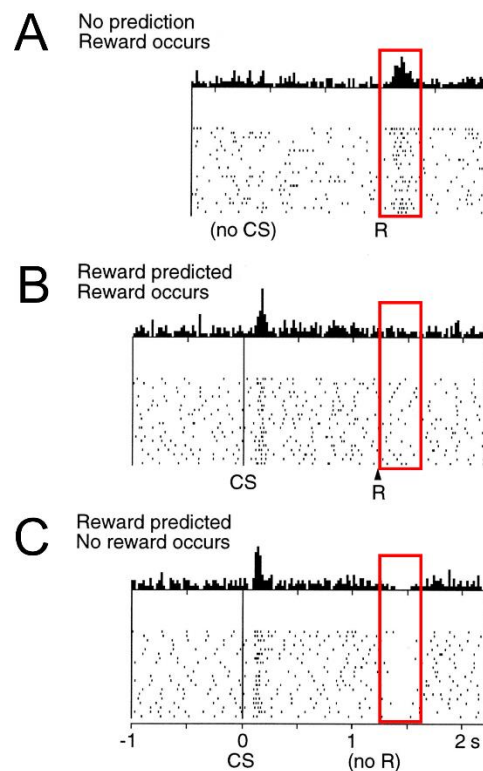 A
No prediction
Reward occurs
(no CS) R
B
Reward predicted
Reward occurs
CS R
C
Reward predicted
No reward occurs
-1 0 1 2 s
CS (no R)